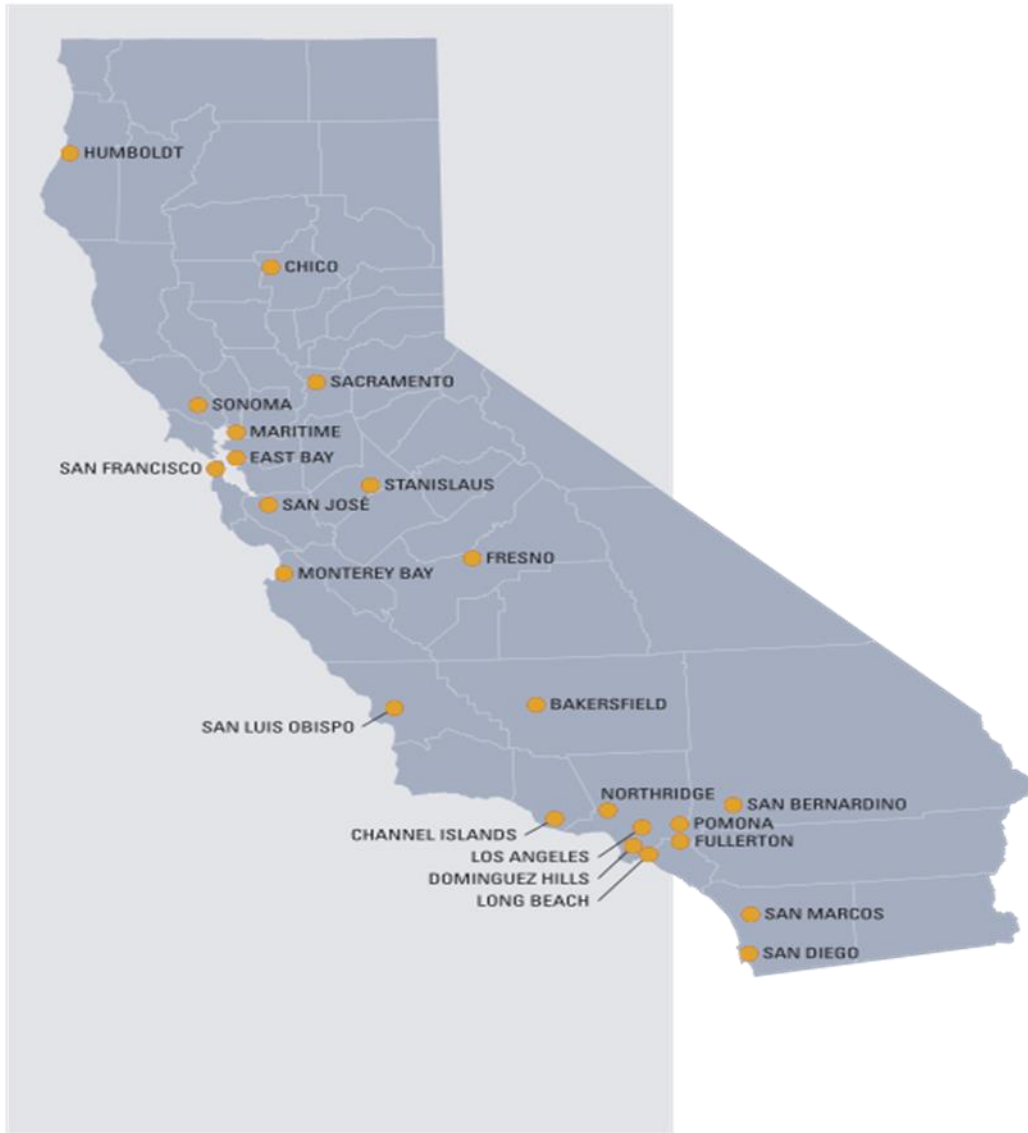 HUMBOLDT
CHICO
SACRAMENTO
SONOMA
MARITIME
EAST BAY
SAN FRANCISCO
STANISLAUS
SAN JOSÉ
FRESNO
MONTEREY BAY
BAKERSFIELD
SAN LUIS OBISPO
NORTHRIDGE
SAN BERNARDINO
POMONA
CHANNEL ISLANDS
FULLERTON
LOS ANGELES
DOMINGUEZ HILLS
LONG BEACH
SAN MARCOS
SAN DIEGO